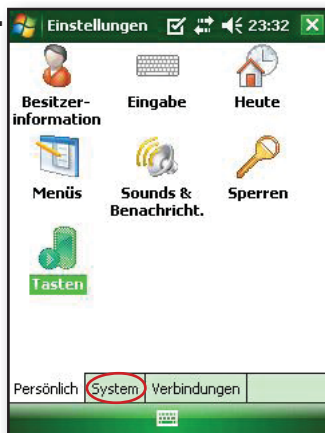 Einstellungen 23:32
Besitzer-
information
Eingabe
Heute
Menüs
Sounds &
Benachricht.
Sperren
Tasten
Persönlich System Verbindungen